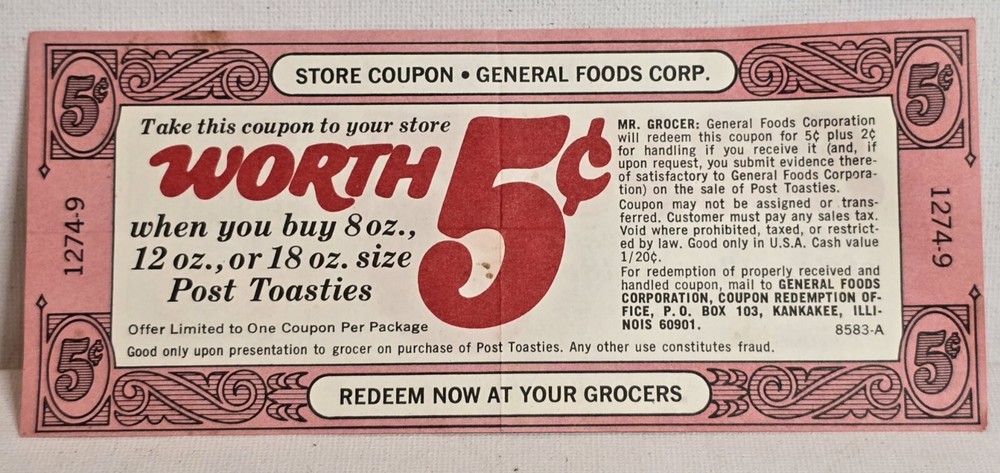 5¢
STORE COUPON • GENERAL FOODS CORP.
5¢
1274-9
Take this coupon to your store
WORTH 5¢
when you buy 8 oz.,
12 oz., or 18 oz. size
Post Toasties
Offer Limited to One Coupon Per Package
MR. GROCER: General Foods Corporation
will redeem this coupon for 5¢ plus 2¢
for handling if you receive it (and, if
upon request, you submit evidence there-
of satisfactory to General Foods Corpora-
tion) on the sale of Post Toasties.
Coupon may not be assigned or trans-
ferred. Customer must pay any sales tax.
Void where prohibited, taxed, or restrict-
ed by law. Good only in U.S.A. Cash value
1/20¢.
For redemption of properly received and
handled coupon, mail to GENERAL FOODS
CORPORATION, COUPON REDEMPTION OF-
FICE, P.O. BOX 103, KANKAKEE, ILLI-
NOIS 60901.
8583-A
Good only upon presentation to grocer on purchase of Post Toasties. Any other use constitutes fraud.
1274-9
5¢
REDEEM NOW AT YOUR GROCERS
5¢